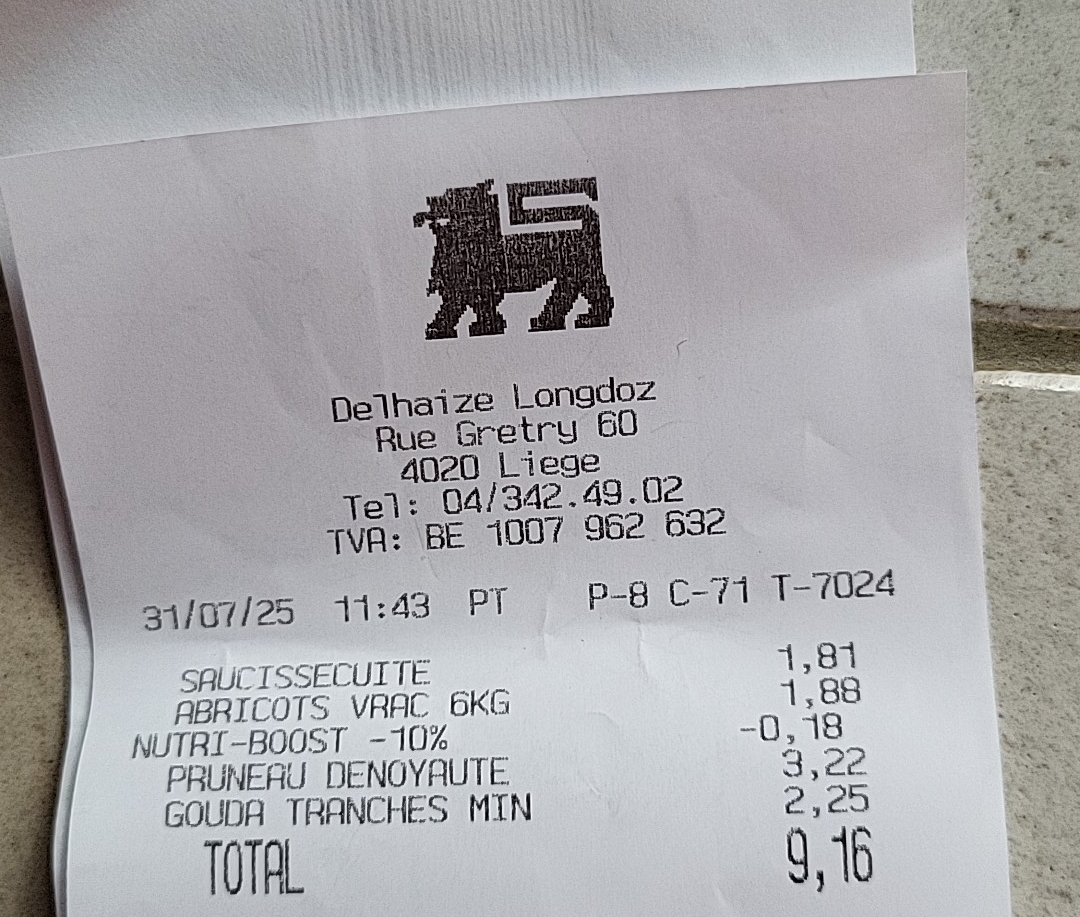 Delhaize Longdoz
Rue Gretry 60
4020 Liege
Tel: 04/342.49.02
TVA: BE 1007 962 632
31/07/25 11:43 PT P-8 C-71 T-7024
SAUCISSECUITE 1,81
ABRICOTS VRAC 6KG 1,88
NUTRI-BOOST -10% -0,18
PRUNEAU DENOYAUTE 3,22
GOUDA TRANCHES MIN 2,25
TOTAL 9,16